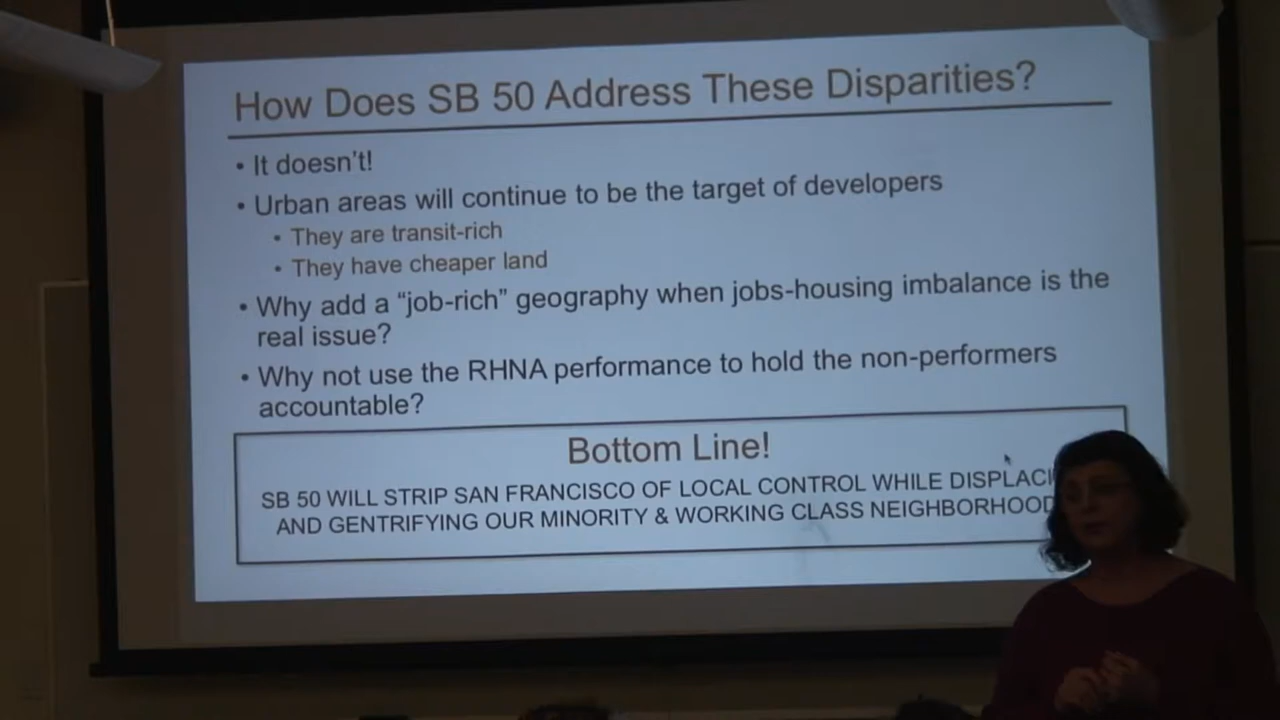 How Does SB 50 Address These Disparities?
• It doesn't!
• Urban areas will continue to be the target of developers
• They are transit-rich
• They have cheaper land
• Why add a “job-rich” geography when jobs-housing imbalance is the
real issue?
• Why not use the RHNA performance to hold the non-performers
accountable?
Bottom Line!
SB 50 WILL STRIP SAN FRANCISCO OF LOCAL CONTROL WHILE
AND GENTRIFYING OUR MINORITY & WORKING CLASS